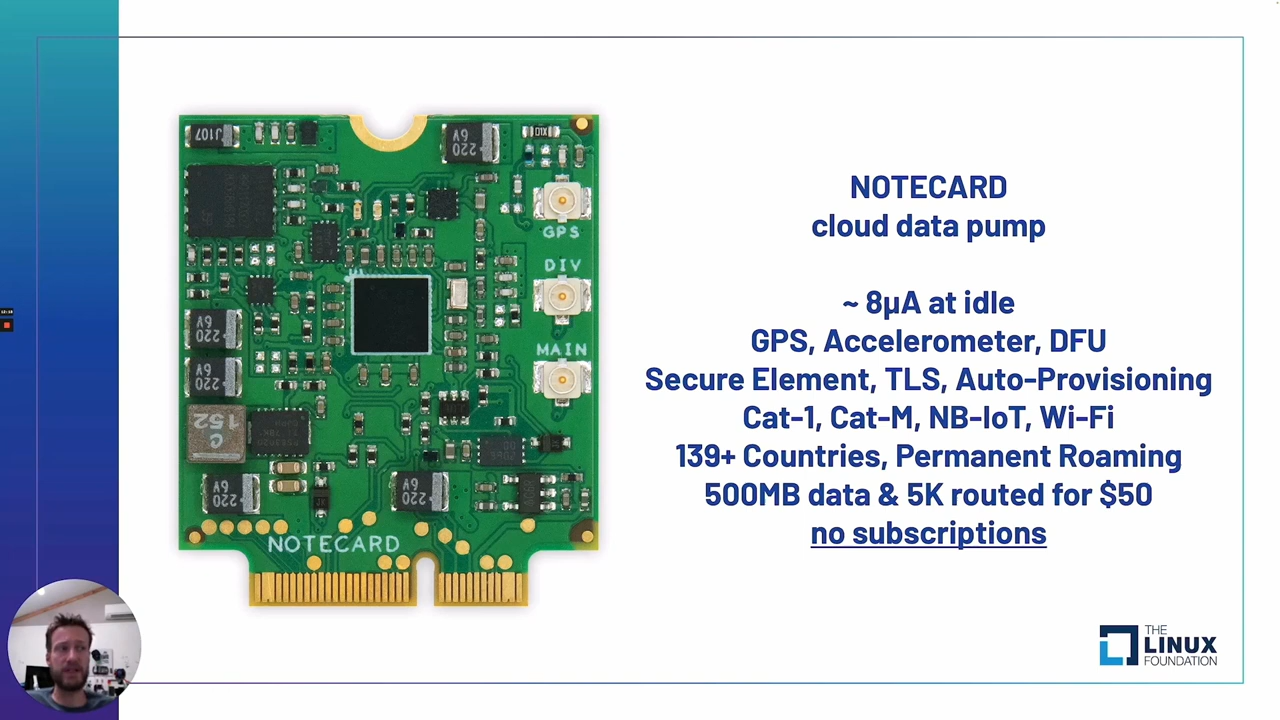 NOTECARD
cloud data pump
~ 8µA at idle
GPS, Accelerometer, DFU
Secure Element, TLS, Auto-Provisioning
Cat-1, Cat-M, NB-IoT, Wi-Fi
139+ Countries, Permanent Roaming
500MB data & 5K routed for $50
no subscriptions
J107
220
6V
GPS
DIV
MAIN
220
6V
220
6V
C
152
220
6V
220
6V
NOTECARD
THE
LINUX
FOUNDATION